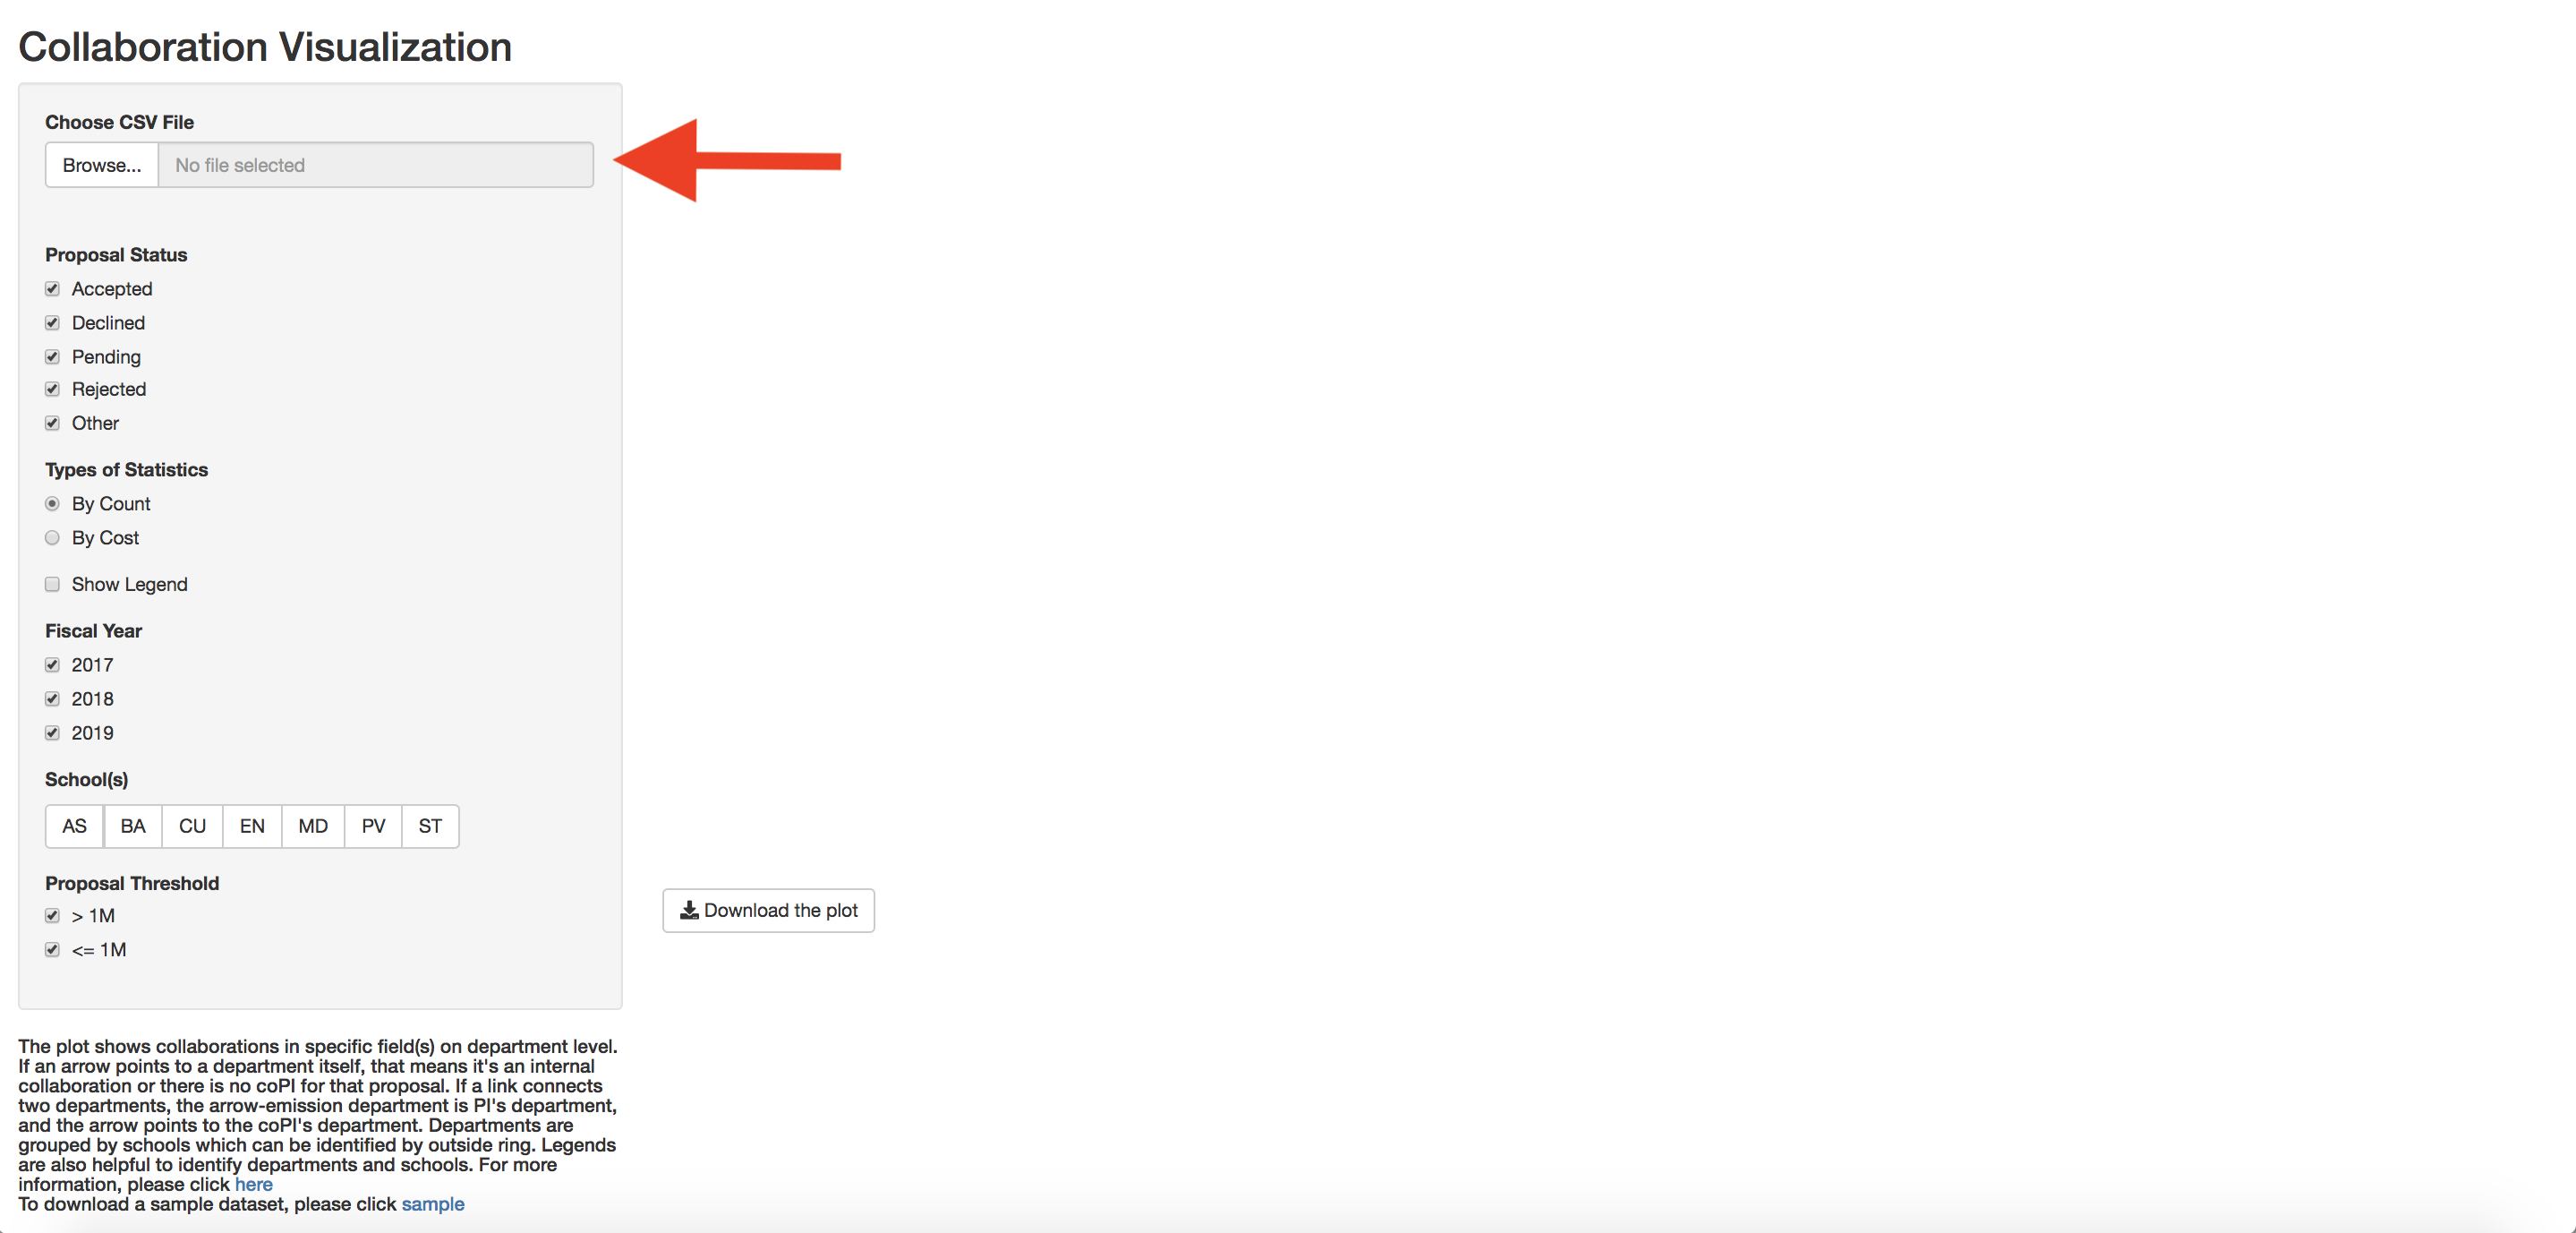 Collaboration Visualization
Choose CSV File
Browse... No file selected
Proposal Status
Accepted
Declined
Pending
Rejected
Other
Types of Statistics
By Count
By Cost
Show Legend
Fiscal Year
2017
2018
2019
School(s)
AS BA CU EN MD PV ST
Proposal Threshold
> 1M
<= 1M
Download the plot
The plot shows collaborations in specific field(s) on department level.
If an arrow points to a department itself, that means it's an internal
collaboration or there is no coPI for that proposal. If a link connects
two departments, the arrow-emission department is PI's department,
and the arrow points to the coPI's department. Departments are
grouped by schools which can be identified by outside ring. Legends
are also helpful to identify departments and schools. For more
information, please click here
To download a sample dataset, please click sample